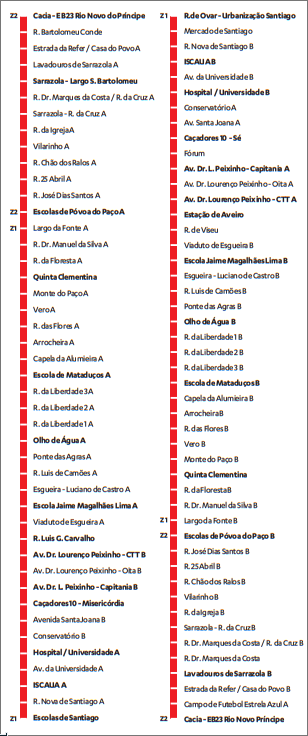 Z2 Cacia - EB23 Rio Novo do Príncipe
R. Bartolomeu Conde
Estrada da Refer / Casa do Povo A
Lavadouros de Sarrazola A
Sarrazola - Largo S. Bartolomeu
R. Dr. Marques da Costa / R. da Cruz A
Sarrazola - R. da Cruz A
R. da Igreja A
Vilarinho A
R. Chão dos Ralos A
R. 25 Abril A
R. José Dias Santos A
Z2 Escolas de Póvoa do Paço A
Z1 Largo da Fonte A
R. Dr. Manuel da Silva A
R. da Floresta A
Quinta Clementina
Monte do Paço A
Vero A
R. das Flores A
Arrocheira A
Capela da Alumieira A
Escola de Mataduços A
R. da Liberdade 3 A
R. da Liberdade 2 A
R. da Liberdade 1 A
Olho de Água A
Ponte das Agras A
R. Luis de Camões A
Esgueira - Luciano de Castro A
Escola Jaime Magalhães Lima A
Viaduto de Esgueira A
R. Luis G. Carvalho
Av. Dr. Lourenço Peixinho - CTT B
Av. Dr. Lourenço Peixinho - Oita B
Av. Dr. L. Peixinho - Capitania B
Caçadores 10 - Misericórdia
Avenida Santa Joana B
Conservatório B
Hospital / Universidade A
Av. da Universidade A
ISCAUA A
R. Nova de Santiago A
Z1 Escolas de Santiago
Z1 R. de Ovar - Urbanização Santiago
Mercado de Santiago
R. Nova de Santiago B
ISCAUA B
Av. da Universidade B
Hospital / Universidade B
Conservatório A
Av. Santa Joana A
Caçadores 10 - Sé
Fórum
Av. Dr. L. Peixinho - Capitania A
Av. Dr. Lourenço Peixinho - Oita A
Av. Dr. Lourenço Peixinho - CTT A
Estação de Aveiro
R. de Viseu
Viaduto de Esgueira B
Escola Jaime Magalhães Lima B
Esgueira - Luciano de Castro B
R. Luis de Camões B
Ponte das Agras B
Olho de Água B
R. da Liberdade 1 B
R. da Liberdade 2 B
R. da Liberdade 3 B
Escola de Mataduços B
Capela da Alumieira B
Arrocheira B
R. das Flores B
Vero B
Monte do Paço B
Quinta Clementina
R. da Floresta B
R. Dr. Manuel da Silva B
Z1 Largo da Fonte B
Z2 Escolas de Póvoa do Paço B
R. José Dias Santos B
R. 25 Abril B
R. Chão dos Ralos B
Vilarinho B
R. da Igreja B
Sarrazola - R. da Cruz B
R. Dr. Marques da Costa / R. da Cruz B
R. Dr. Marques da Costa
Lavadouros de Sarrazola B
Estrada da Refer / Casa do Povo B
Campo de Futebol Estrela Azul A
Z2 Cacia - EB23 Rio Novo Príncipe